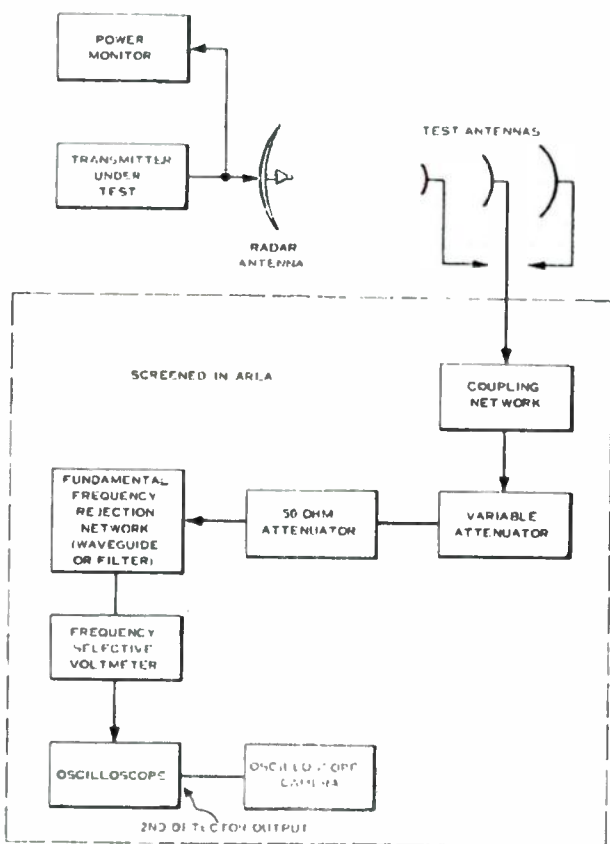 POWER
MONITOR
TRANSMITTER
UNDER
TEST
RADAR
ANTENNA
TEST ANTENNAS
SCREENED IN AREA
COUPLING
NETWORK
FUNDAMENTAL
FREQUENCY
REJECTION
NETWORK
(WAVEGUIDE
OR FILTER)
50 OHM
ATTENUATOR
VARIABLE
ATTENUATOR
FREQUENCY
SELECTIVE
VOLTMETER
OSCILLOSCOPE
OSCILLOSCOPE
CAMERA
2ND DETECTOR OUTPUT